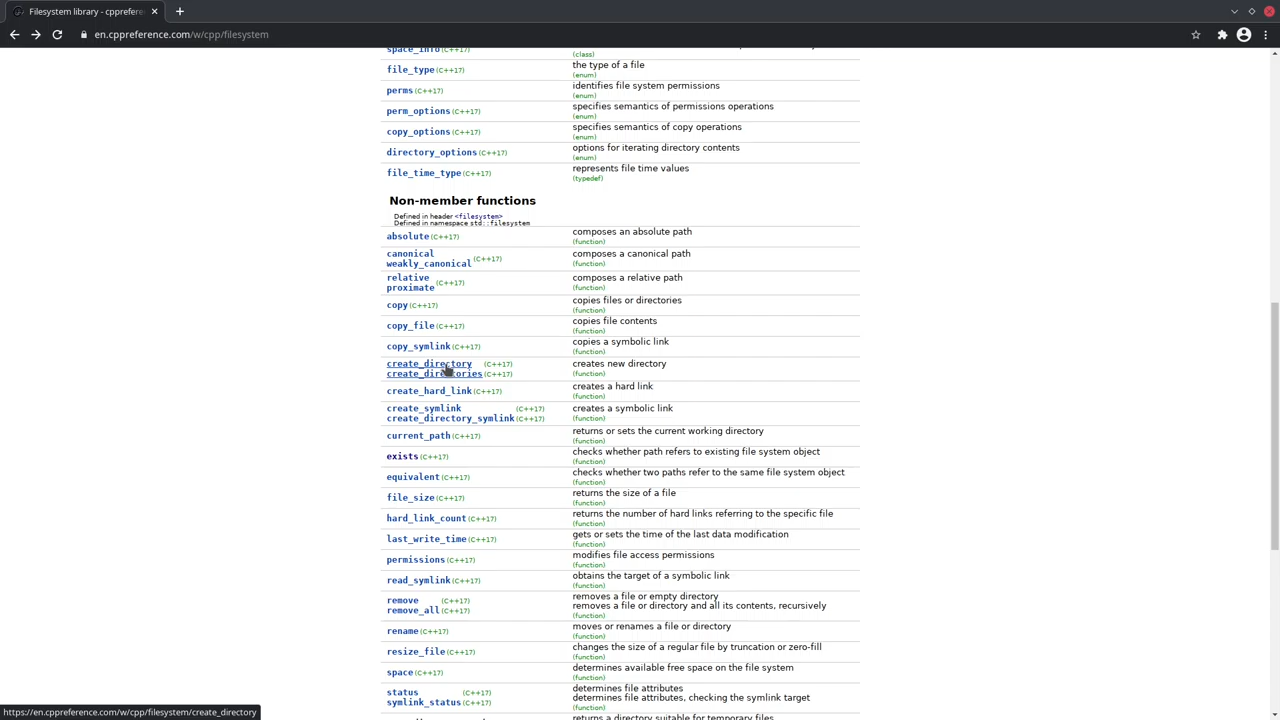 Filesystem library - cpprefere
en.cppreference.com/w/cpp/filesystem
space_info(C++17)
(class)
file_type(C++17) the type of a file
(enum)
perms(C++17) identifies file system permissions
(enum)
perm_options(C++17) specifies semantics of permissions operations
(enum)
copy_options(C++17) specifies semantics of copy operations
(enum)
directory_options(C++17) options for iterating directory contents
(enum)
file_time_type(C++17) represents file time values
(typedef)
Non-member functions
Defined in header <filesystem>
Defined in namespace std::filesystem
absolute(C++17) composes an absolute path
(function)
canonical
weakly_canonical (C++17) composes a canonical path
(function)
relative
proximate (C++17) composes a relative path
(function)
copy(C++17) copies files or directories
(function)
copy_file(C++17) copies file contents
(function)
copy_symlink(C++17) copies a symbolic link
(function)
create_directory (C++17) creates new directory
create_directories(C++17) (function)
create_hard_link(C++17) creates a hard link
(function)
create_symlink (C++17) creates a symbolic link
create_directory_symlink(C++17) (function)
current_path(C++17) returns or sets the current working directory
(function)
exists(C++17) checks whether path refers to existing file system object
(function)
equivalent(C++17) checks whether two paths refer to the same file system object
(function)
file_size(C++17) returns the size of a file
(function)
hard_link_count(C++17) returns the number of hard links referring to the specific file
(function)
last_write_time(C++17) gets or sets the time of the last data modification
(function)
permissions(C++17) modifies file access permissions
(function)
read_symlink(C++17) obtains the target of a symbolic link
(function)
remove (C++17) removes a file or empty directory
remove_all(C++17) removes a file or directory and all its contents, recursively
(function)
rename(C++17) moves or renames a file or directory
(function)
resize_file(C++17) changes the size of a regular file by truncation or zero-fill
(function)
space(C++17) determines available free space on the file system
(function)
status (C++17) determines file attributes
symlink_status(C++17) determines file attributes, checking the symlink target
(function)
returns a directory suitable for temporary files
https://en.cppreference.com/w/cpp/filesystem/create_directory